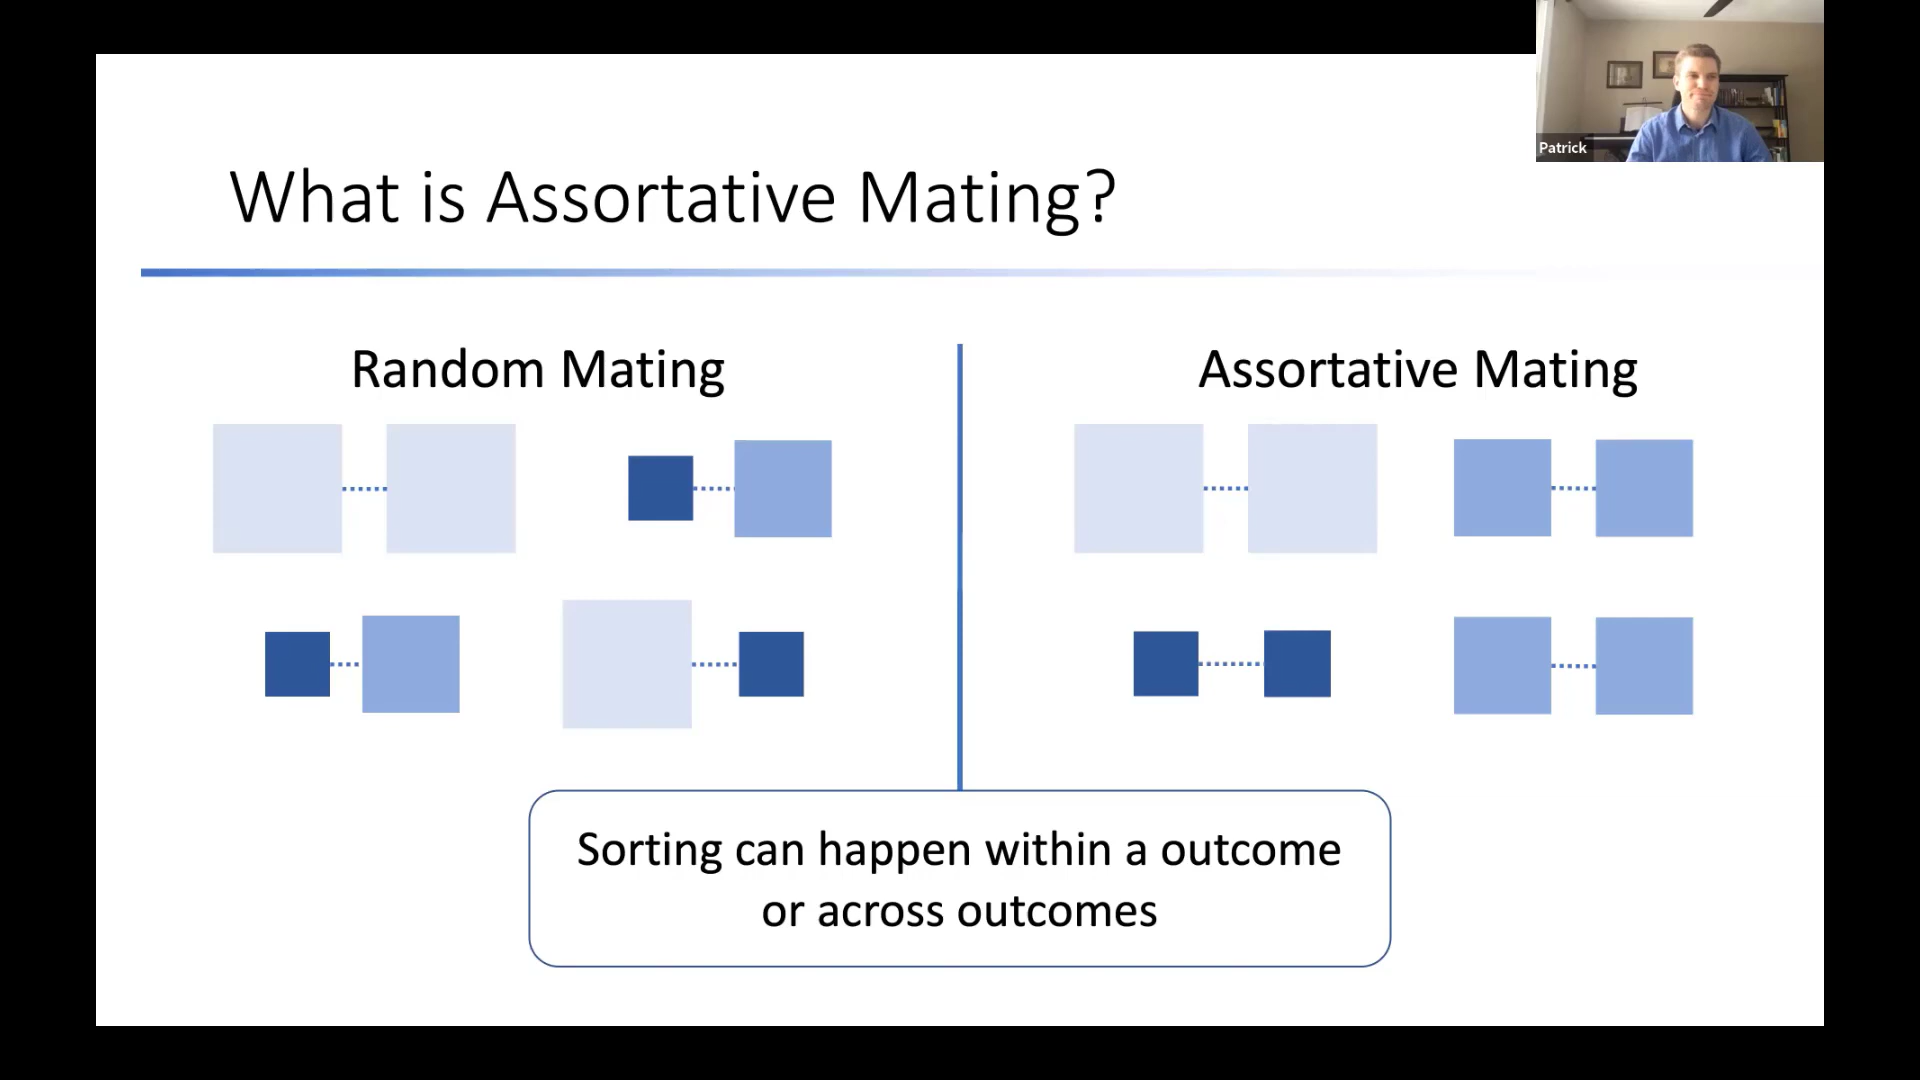 Patrick
What is Assortative Mating?
Random Mating
Assortative Mating
Sorting can happen within a outcome
or across outcomes